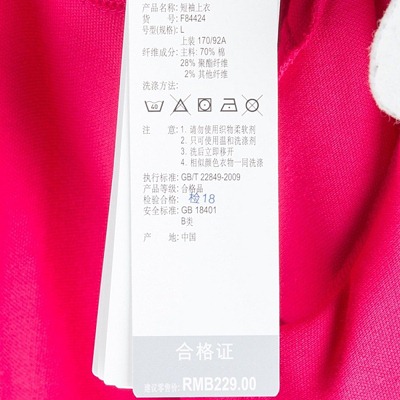 产品名称: 短袖上衣
货 号: F84424
号型(规格): L
上装 170/92A
纤维成分: 主料: 70% 棉
28% 聚酯纤维
2% 其他纤维
洗涤方法:
40
注 意: 1. 请勿使用织物柔软剂
2. 只可使用温和洗涤剂
3. 洗后立即移开
4. 相似颜色衣物一同洗涤
执行标准: GB/T 22849-2009
产品等级: 合格品
检验合格: 检18
安全标准: GB 18401
B类
产 地: 中国
合格证
建议零售价: RMB229.00